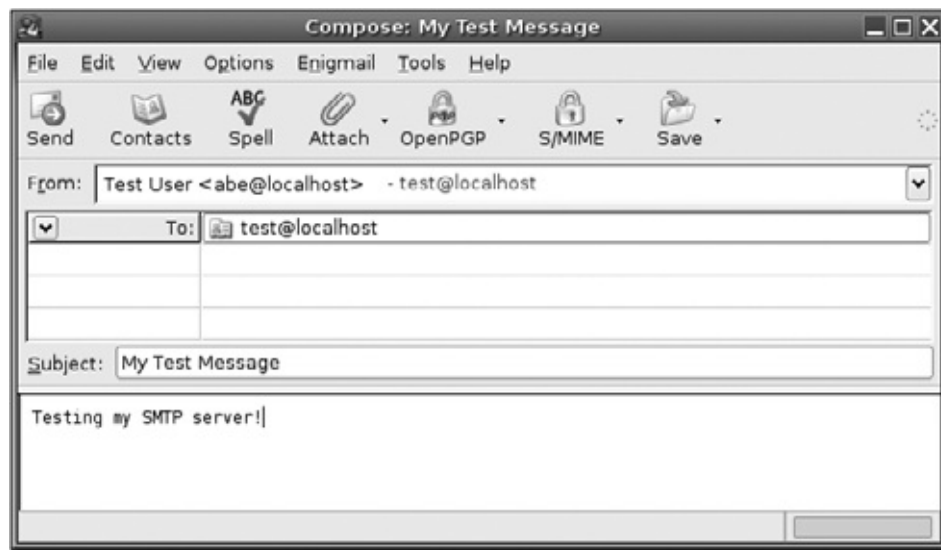 Compose: My Test Message
File Edit View Options Enigmail Tools Help
ABC
Send Contacts Spell Attach OpenPGP S/MIME Save
From: Test User <abe@localhost> - test@localhost
To: test@localhost
Subject: My Test Message
Testing my SMTP server!